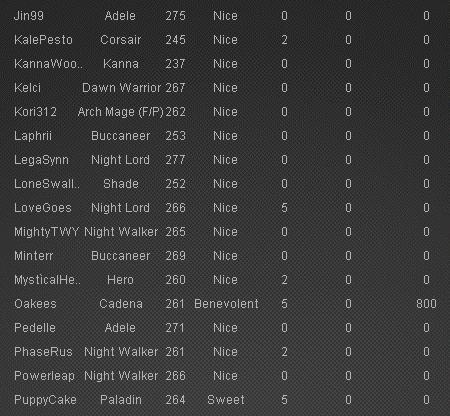 Jin99 Adele 275 Nice 0 0 0
KalePesto Corsair 245 Nice 2 0 0
KannaWoo.. Kanna 237 Nice 0 0 0
Kelci Dawn Warrior 267 Nice 0 0 0
Kori312 Arch Mage (F/P) 262 Nice 0 0 0
Laphrii Buccaneer 253 Nice 0 0 0
LegaSynn Night Lord 277 Nice 0 0 0
LoneSwall.. Shade 252 Nice 0 0 0
LoveGoes Night Lord 266 Nice 5 0 0
MightyTWY Night Walker 265 Nice 0 0 0
Minterr Buccaneer 269 Nice 0 0 0
MysticalHe.. Hero 260 Nice 2 0 0
Oakees Cadena 261 Benevolent 5 0 800
Pedelle Adele 271 Nice 0 0 0
PhaseRus Night Walker 261 Nice 2 0 0
Powerleap Night Walker 266 Nice 0 0 0
PuppyCake Paladin 264 Sweet 5 0 0